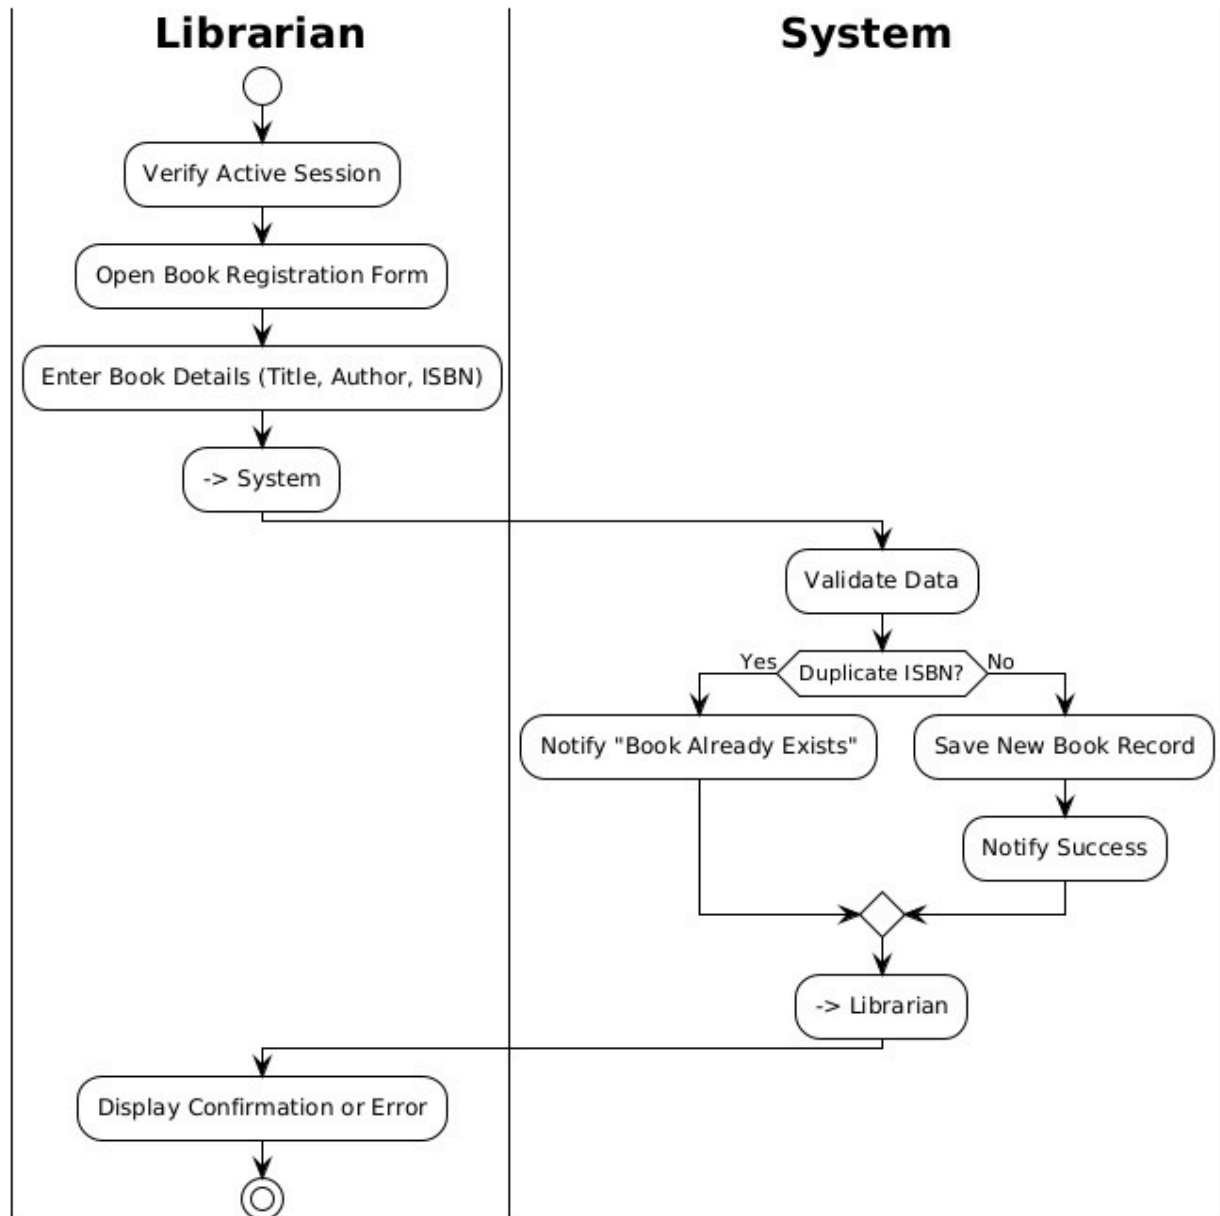 Librarian
System
Verify Active Session
Open Book Registration Form
Enter Book Details (Title, Author, ISBN)
-> System
Validate Data
Yes
Duplicate ISBN?
No
Notify "Book Already Exists"
Save New Book Record
Notify Success
-> Librarian
Display Confirmation or Error